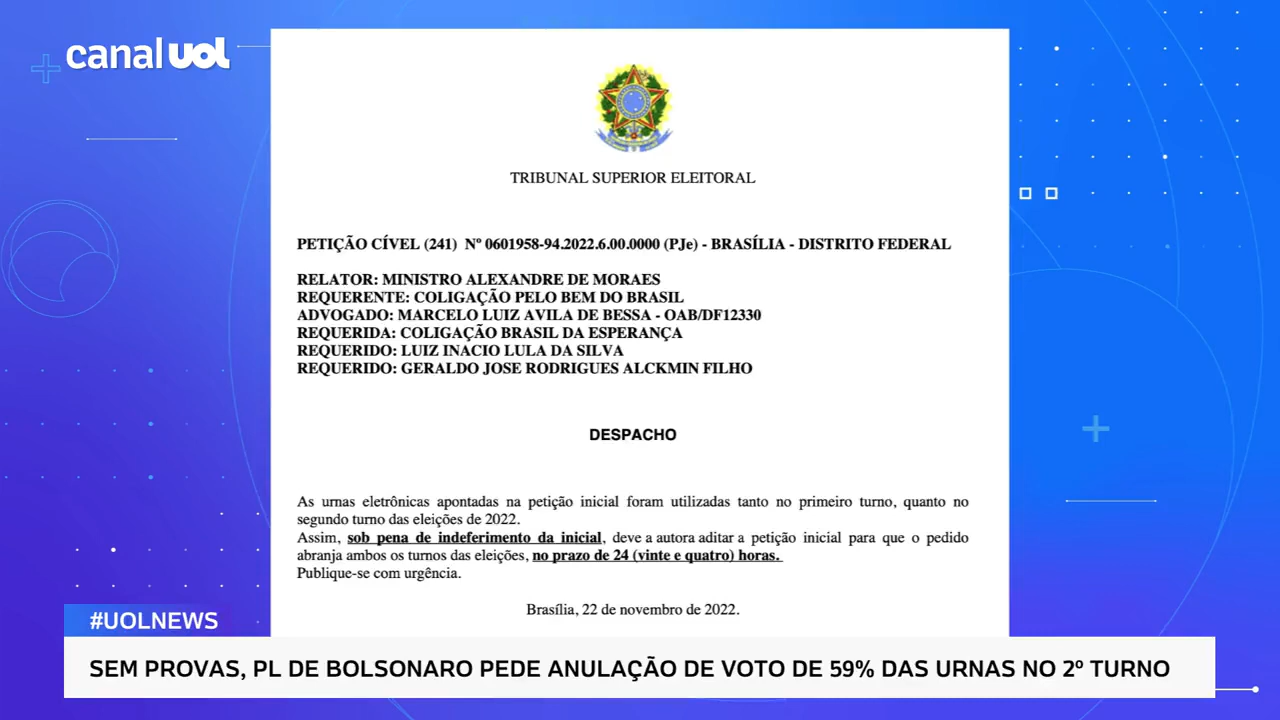 canal uol
TRIBUNAL SUPERIOR ELEITORAL
PETIÇÃO CÍVEL (241) Nº 0601958-94.2022.6.00.0000 (PJe) - BRASÍLIA - DISTRITO FEDERAL
RELATOR: MINISTRO ALEXANDRE DE MORAES
REQUERENTE: COLIGAÇÃO PELO BEM DO BRASIL
ADVOGADO: MARCELO LUIZ AVILA DE BESSA - OAB/DF12330
REQUERIDA: COLIGAÇÃO BRASIL DA ESPERANÇA
REQUERIDO: LUIZ INACIO LULA DA SILVA
REQUERIDO: GERALDO JOSE RODRIGUES ALCKMIN FILHO
DESPACHO
As urnas eletrônicas apontadas na petição inicial foram utilizadas tanto no primeiro turno, quanto no
segundo turno das eleições de 2022.
Assim, sob pena de indeferimento da inicial, deve a autora aditar a petição inicial para que o pedido
abranja ambos os turnos das eleições, no prazo de 24 (vinte e quatro) horas.
Publique-se com urgência.
Brasília, 22 de novembro de 2022.
#UOLNEWS
SEM PROVAS, PL DE BOLSONARO PEDE ANULAÇÃO DE VOTO DE 59% DAS URNAS NO 2º TURNO